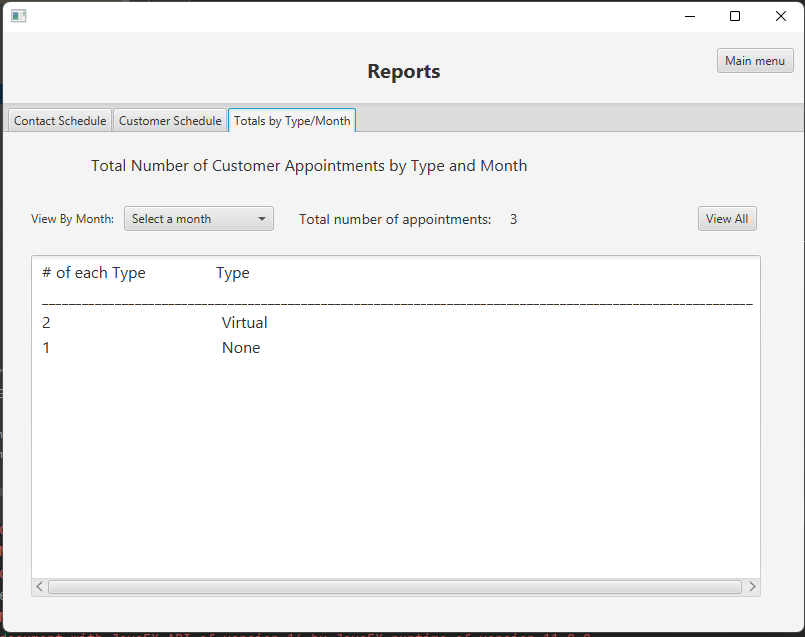 Reports
Main menu
Contact Schedule
Customer Schedule
Totals by Type/Month
Total Number of Customer Appointments by Type and Month
View By Month:
Select a month
Total number of appointments: 3
View All
# of each Type Type
2 Virtual
1 None